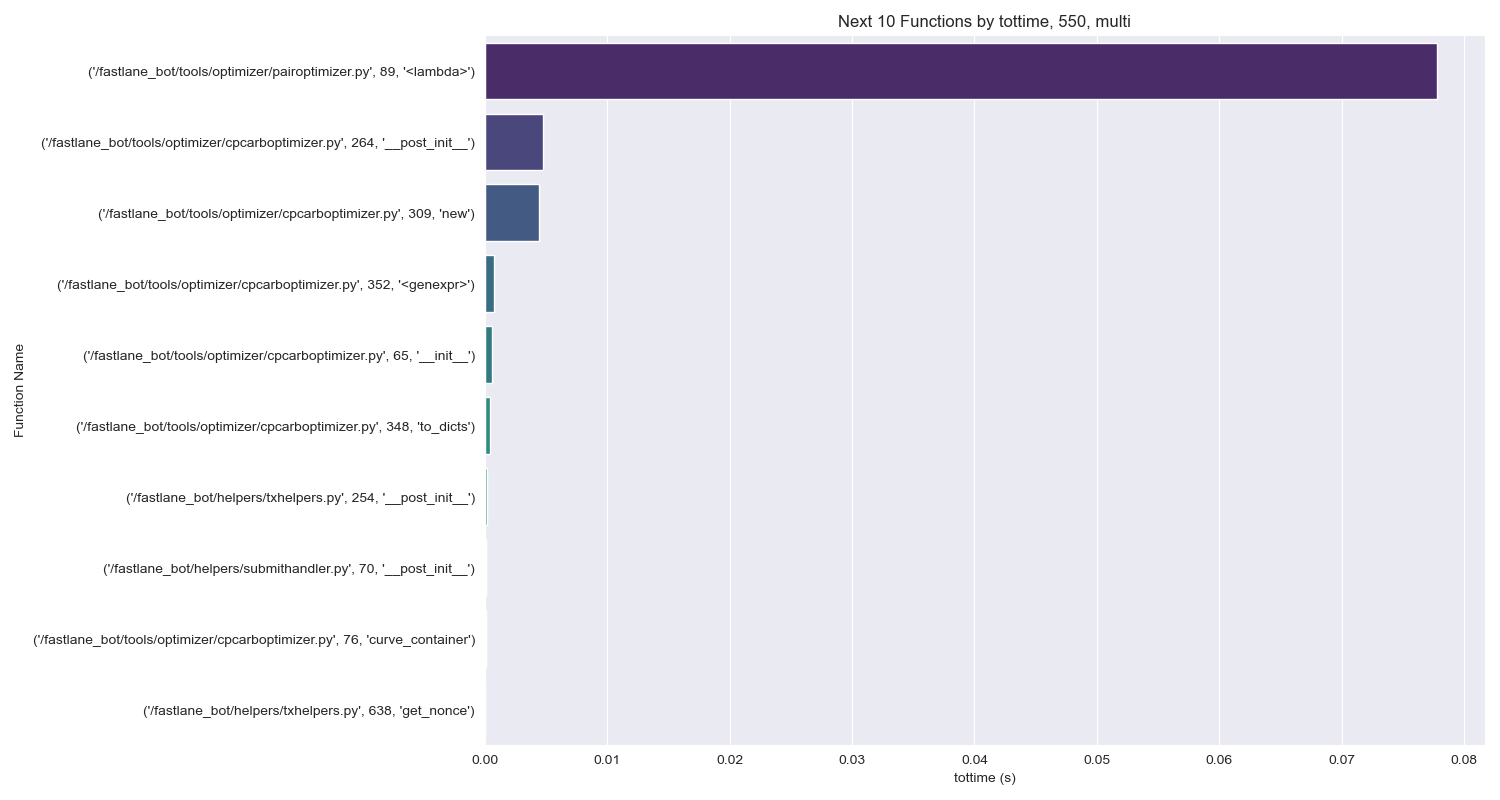 Next 10 Functions by tottime, 550, multi
Function Name
('/fastlane_bot/tools/optimizer/pairoptimizer.py', 89, '<lambda>')
('/fastlane_bot/tools/optimizer/cpcarboptimizer.py', 264, '__post_init__')
('/fastlane_bot/tools/optimizer/cpcarboptimizer.py', 309, 'new')
('/fastlane_bot/tools/optimizer/cpcarboptimizer.py', 352, '<genexpr>')
('/fastlane_bot/tools/optimizer/cpcarboptimizer.py', 65, '__init__')
('/fastlane_bot/tools/optimizer/cpcarboptimizer.py', 348, 'to_dicts')
('/fastlane_bot/helpers/txhelpers.py', 254, '__post_init__')
('/fastlane_bot/helpers/submithandler.py', 70, '__post_init__')
('/fastlane_bot/tools/optimizer/cpcarboptimizer.py', 76, 'curve_container')
('/fastlane_bot/helpers/txhelpers.py', 638, 'get_nonce')
0.00 0.01 0.02 0.03 0.04 0.05 0.06 0.07 0.08
tottime (s)